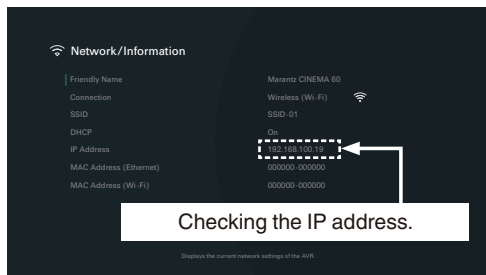 Network/Information
Friendly Name Marantz CINEMA 60
Connection Wireless (Wi-Fi)
SSID SSID-01
DHCP On
IP Address 192.168.100.19
MAC Address (Ethernet) 000000-000000
MAC Address (Wi-Fi) 000000-000000
Checking the IP address.
Displays the current network settings of the AVR.